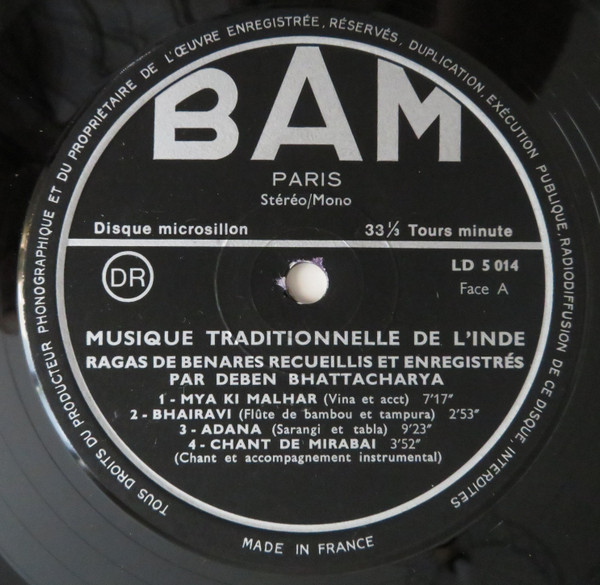 TOUS DROITS DU PRODUCTEUR PHONOGRAPHIQUE ET DU PROPRIÉTAIRE DE L'ŒUVRE ENREGISTRÉE, RÉSERVÉS, DUPLICATION, EXÉCUTION PUBLIQUE, RADIODIFFUSION DE CE DISQUE, INTERDITES
BAM
PARIS
Stéréo/Mono
Disque microsillon 33 ⅓ Tours minute
DR LD 5 014
Face A
MUSIQUE TRADITIONNELLE DE L'INDE
RAGAS DE BENARES RECUEILLIS ET ENREGISTRÉS
PAR DEBEN BHATTACHARYA
1 - MYA KI MALHAR (Vina et acct) 7'17"
2 - BHAIRAVI (Flûte de bambou et tampura) 2'53"
3 - ADANA (Sarangi et tabla) 9'23"
4 - CHANT DE MIRABAI 3'52"
(Chant et accompagnement instrumental)
MADE IN FRANCE